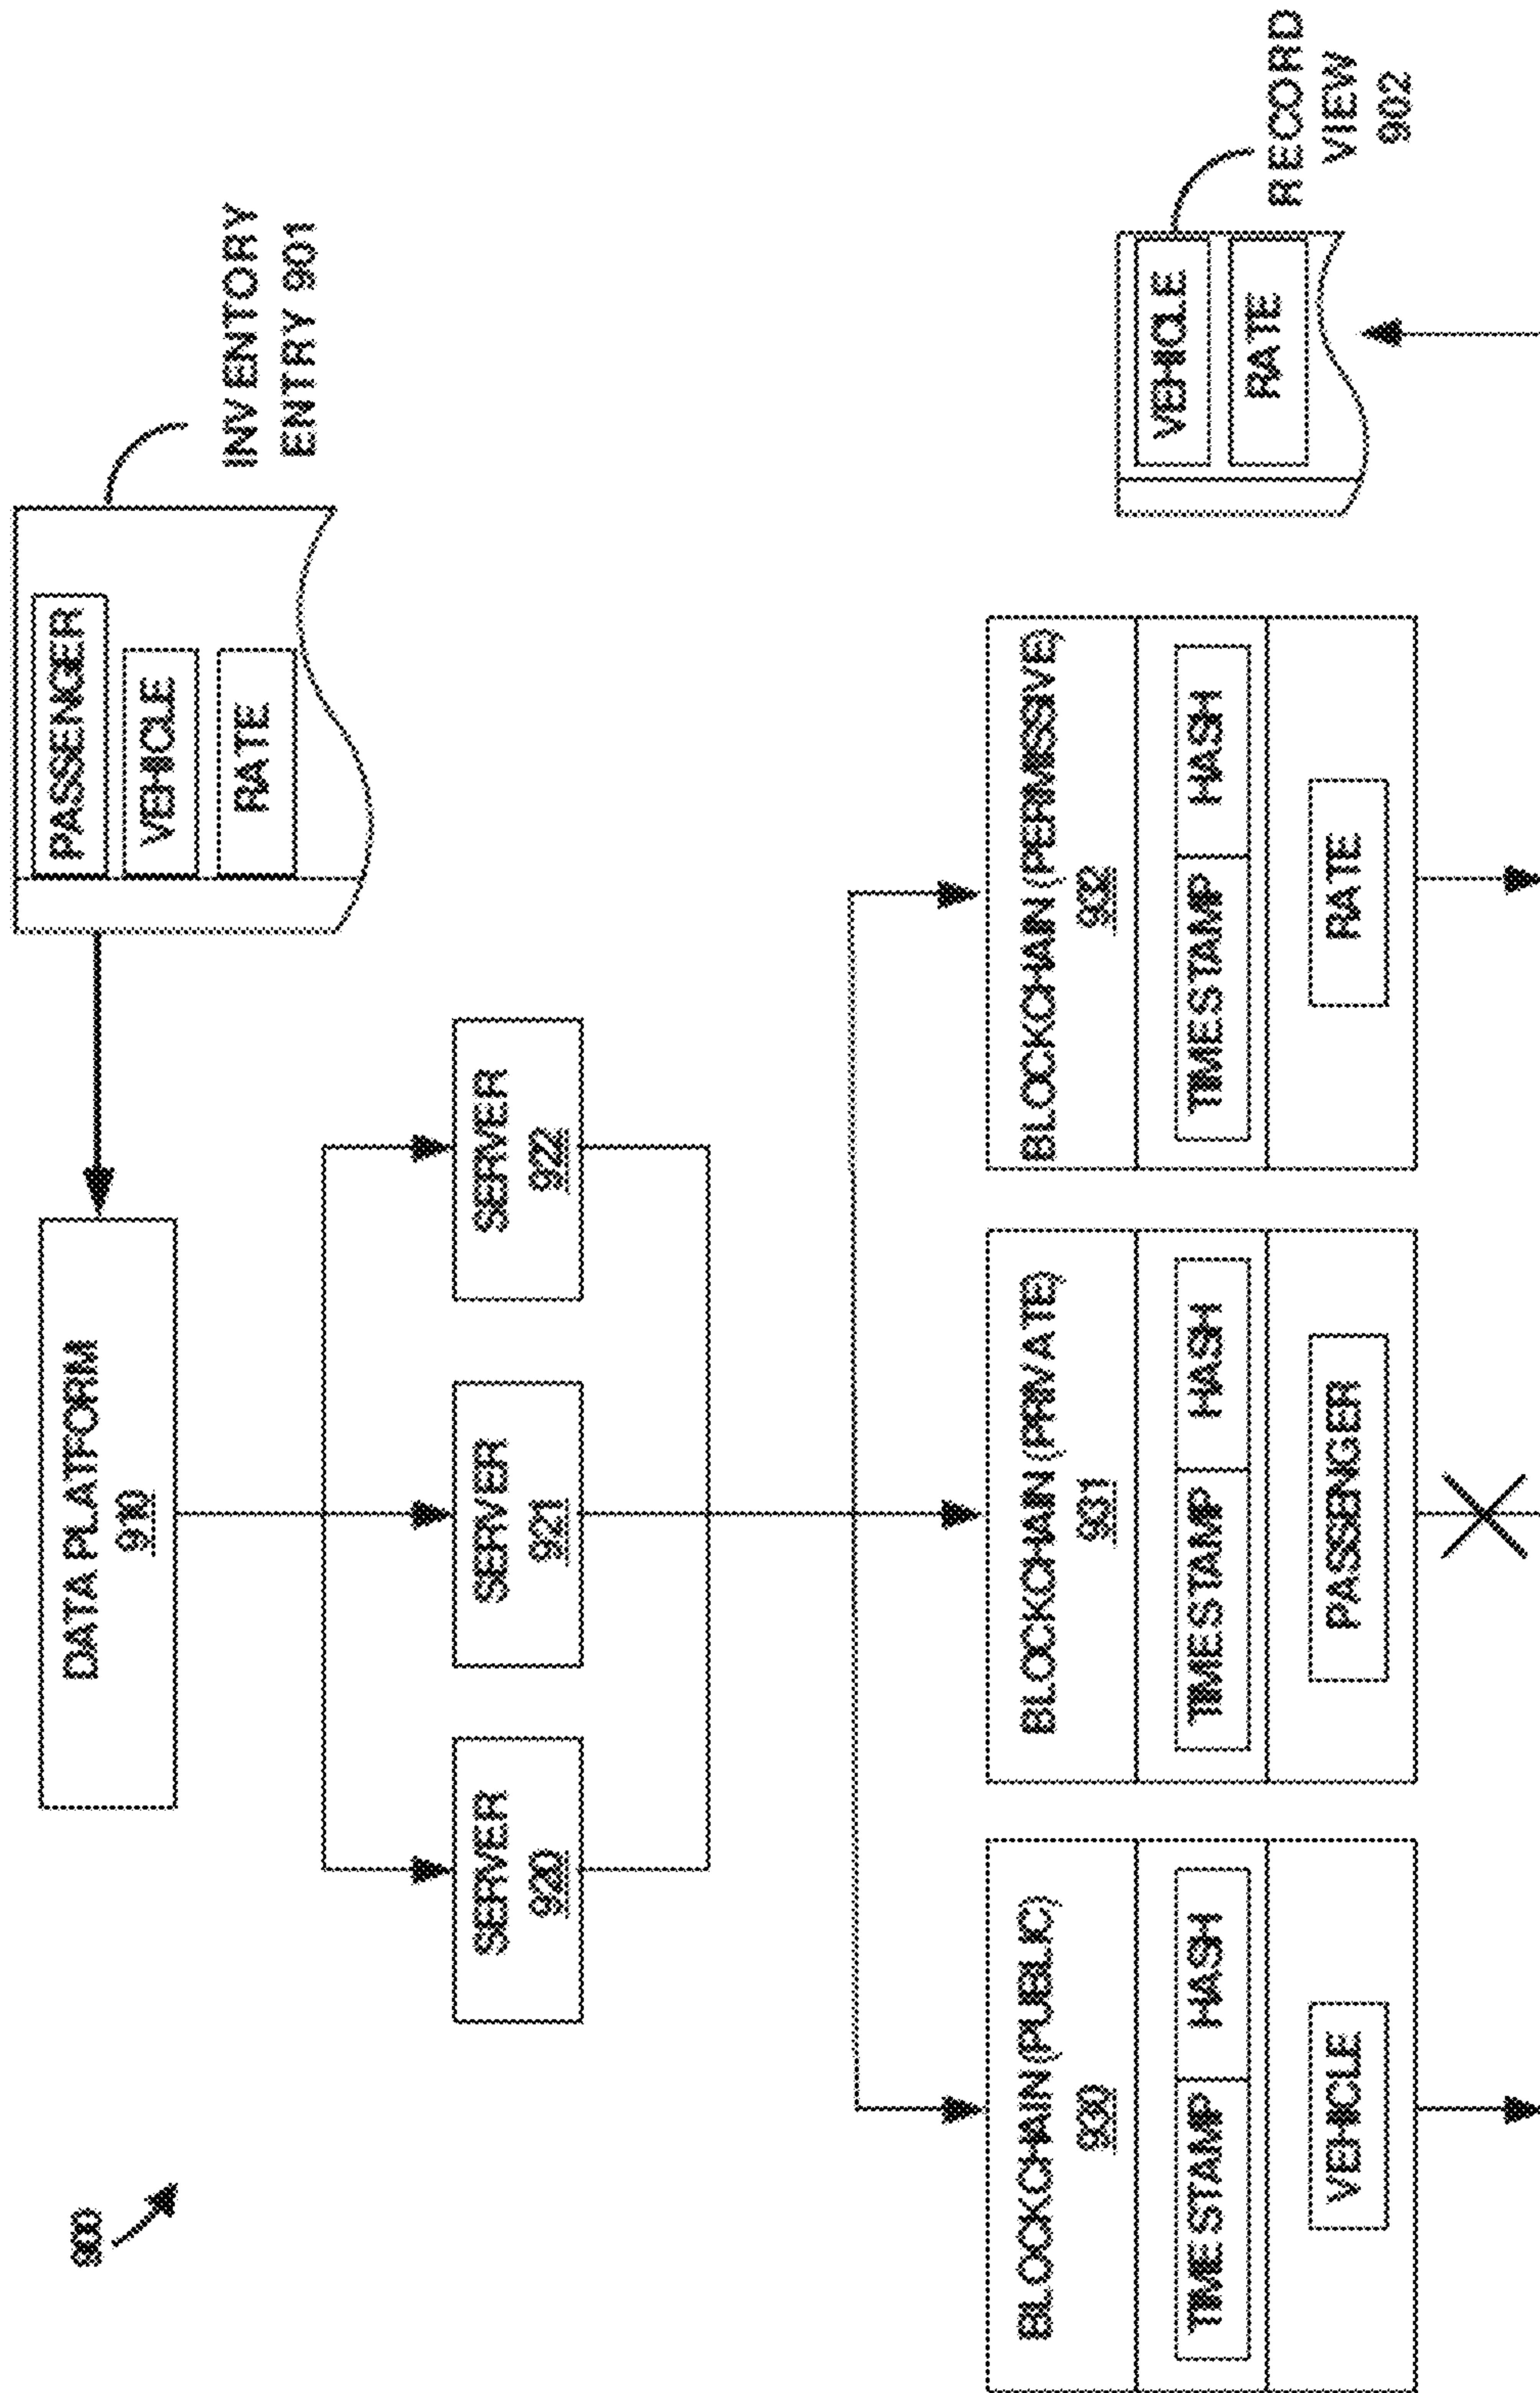 900
DATA PLATFORM
910
PASSENGER
VEHICLE
RATE
INVENTORY
ENTRY 901
SERVER
920
SERVER
921
SERVER
922
BLOCKCHAIN (PUBLIC)
930
TIMESTAMP HASH
VEHICLE
BLOCKCHAIN (PRIVATE)
931
TIMESTAMP HASH
PASSENGER
BLOCKCHAIN (PERMISSIVE)
932
TIMESTAMP HASH
RATE
VEHICLE
RATE
RECORD
VIEW
902